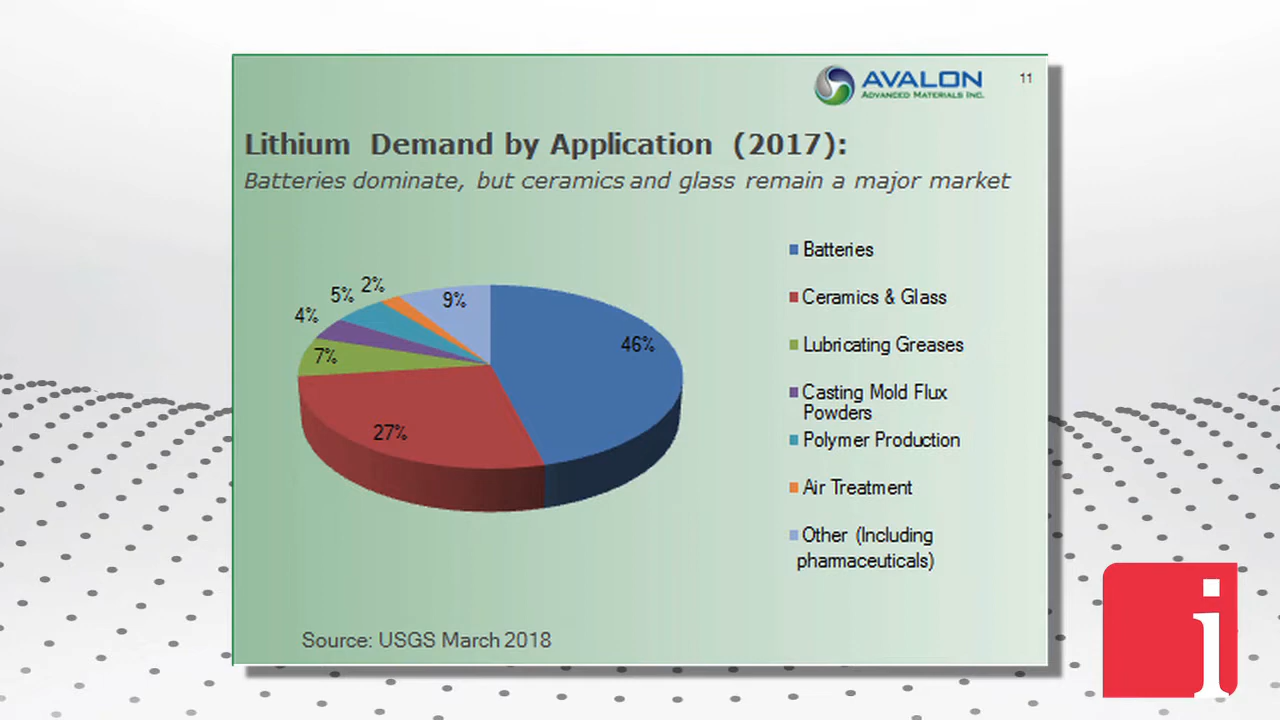 AVALON
ADVANCED MATERIALS INC.
11
Lithium Demand by Application (2017):
Batteries dominate, but ceramics and glass remain a major market
2%
5%
9%
4%
46%
7%
27%
Batteries
Ceramics & Glass
Lubricating Greases
Casting Mold Flux
Powders
Polymer Production
Air Treatment
Other (Including
pharmaceuticals)
Source: USGS March 2018
i